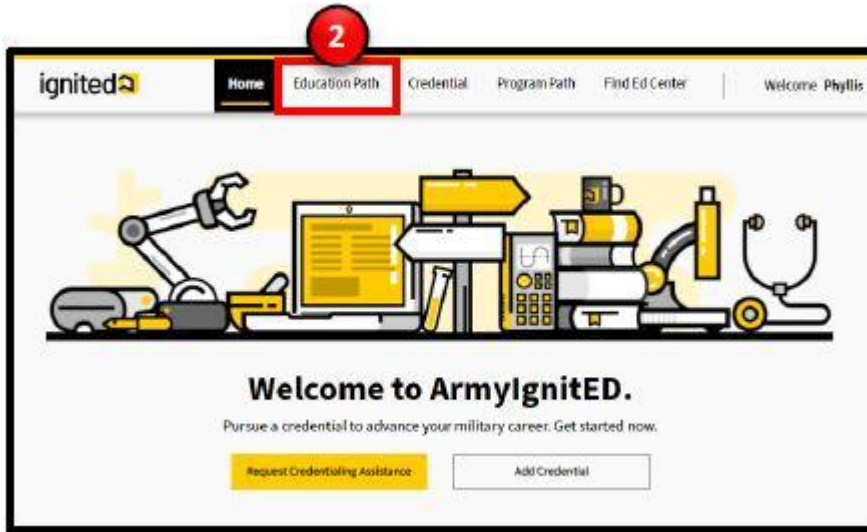 2
ignited
Home Education Path Credential Program Path Find Ed Center Welcome Phyllis
Welcome to ArmyIgnitED.
Pursue a credential to advance your military career. Get started now.
Request Credentialing Assistance Add Credential